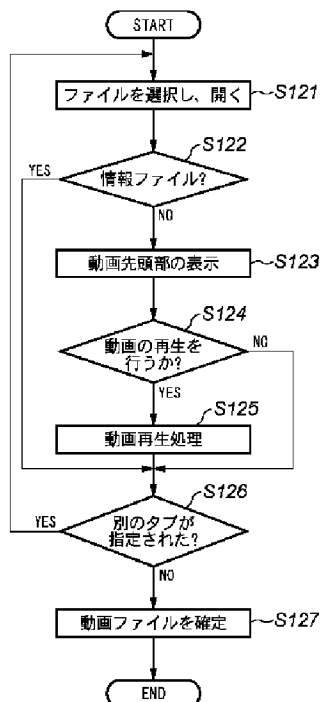 START
ファイルを選択し、開く
S121
S122
YES
情報ファイル?
NO
動画先頭部の表示
S123
S124
動画の再生を
行うか?
NO
YES
S125
動画再生処理
S126
YES
別のタブが
指定された?
NO
動画ファイルを確定
S127
END